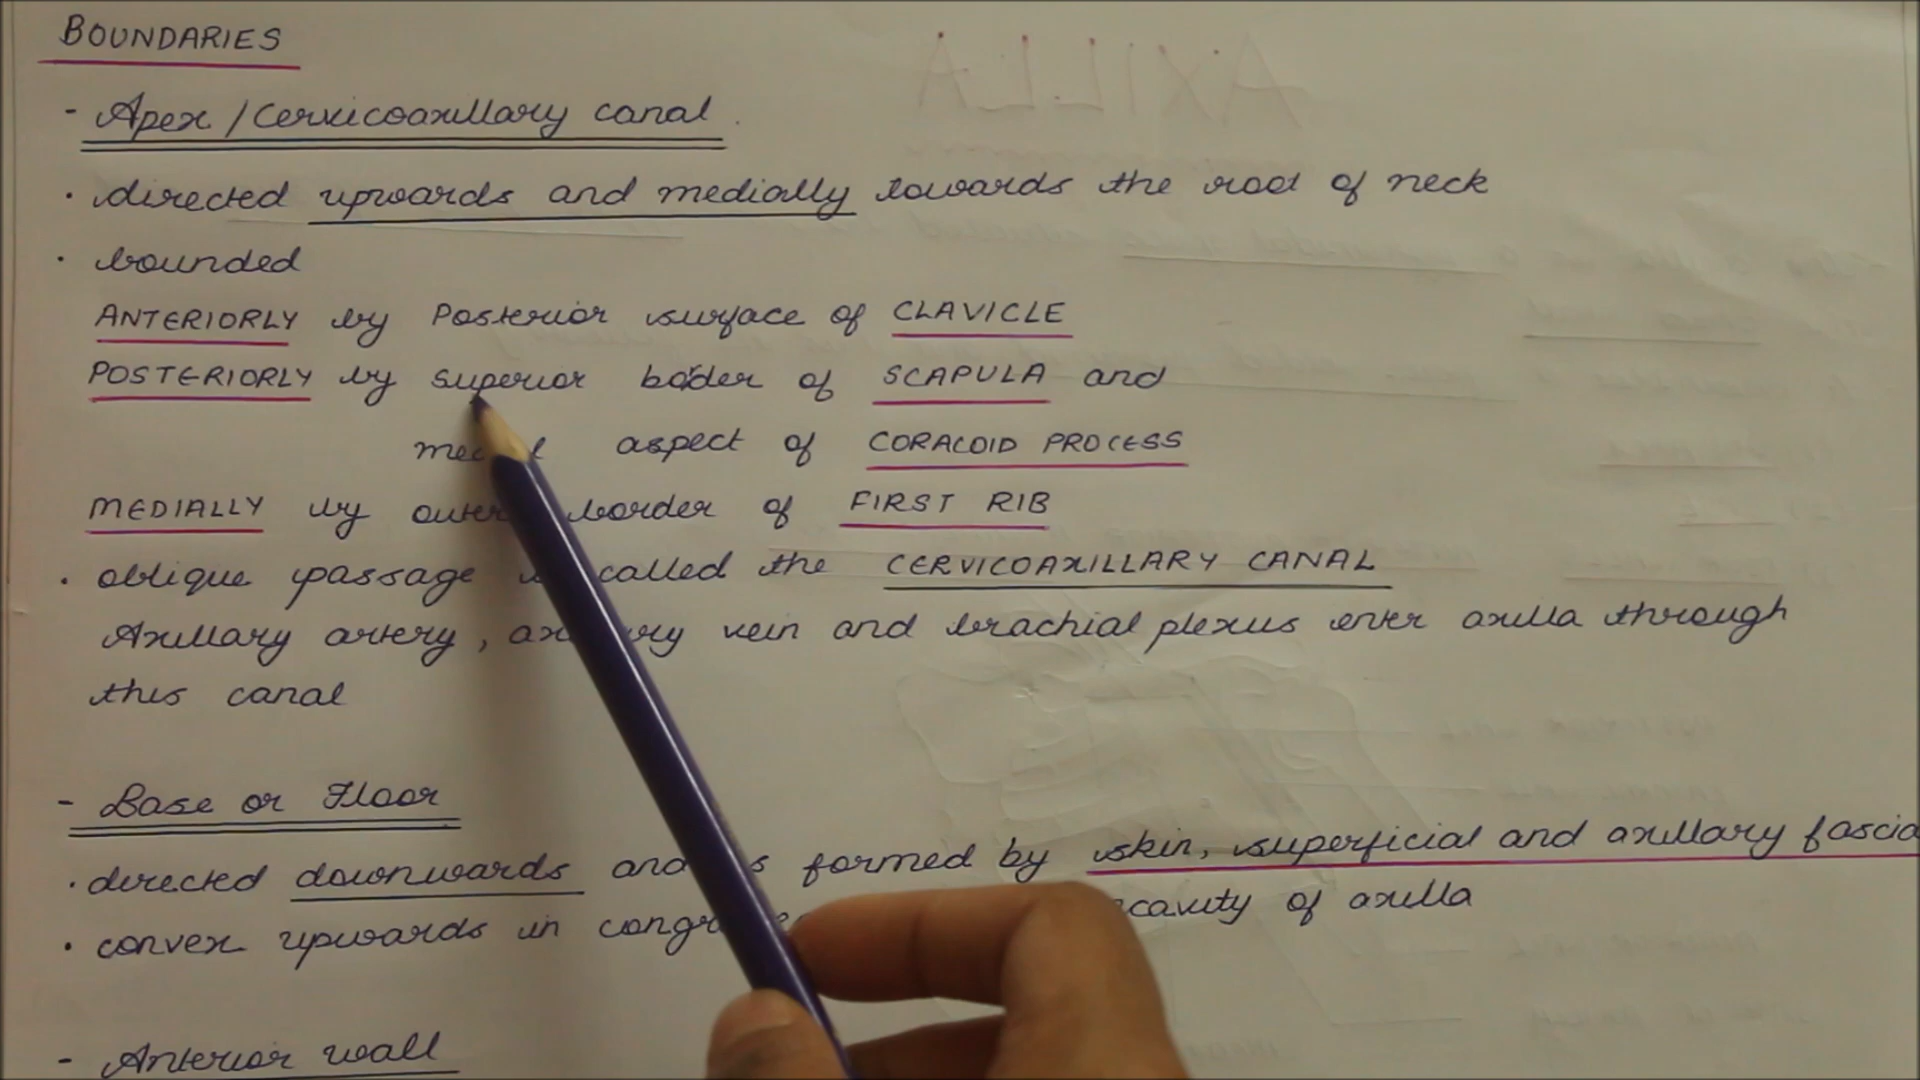 BOUNDARIES
- Apex / Cervicoaxillary canal.
· directed upwards and medially towards the root of neck
· bounded
ANTERIORLY by Posterior surface of CLAVICLE
POSTERIORLY by superior boder of SCAPULA and
aspect of CORACOID PROCESS
MEDIALLY by outer border of FIRST RIB
· oblique passage called the CERVICOAXILLARY CANAL
Axillary artery, vein and brachial plexus enter axilla through
this canal
- Base or Floor
· directed downwards and formed by skin, superficial and axillary fascia
· convex upwards in cavity of axilla
- Anterior wall
AXILLA